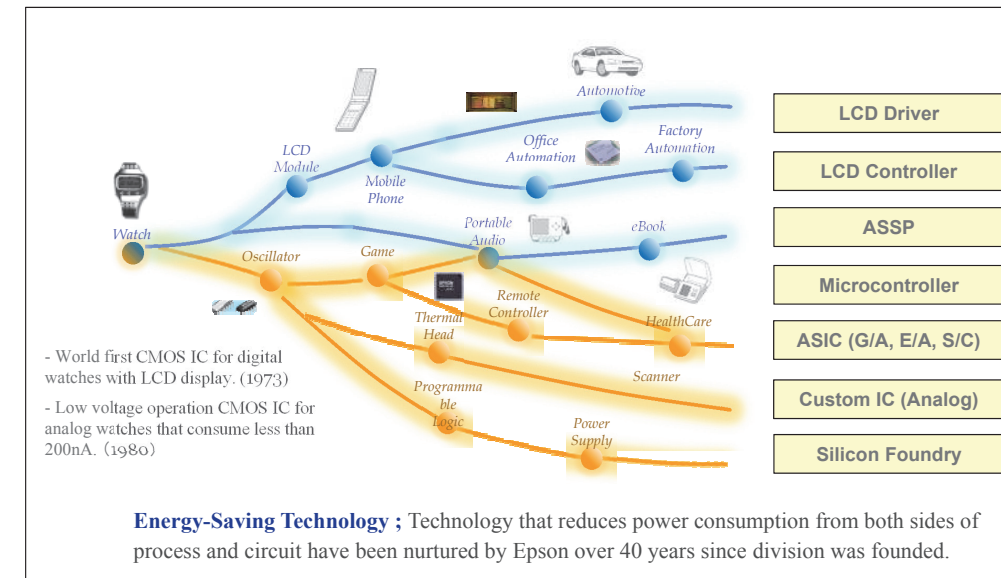 Automotive
LCD
Module
Mobile
Phone
Office
Automation
Factory
Automation
Watch
Portable
Audio
eBook
Oscillator
Game
Remote
Controller
Thermal
Head
HealthCare
Scanner
Programma
ble
Logic
Power
Supply
- World first CMOS IC for digital
watches with LCD display. (1973)
- Low voltage operation CMOS IC for
analog watches that consume less than
200nA. (1980)
LCD Driver
LCD Controller
ASSP
Microcontroller
ASIC (G/A, E/A, S/C)
Custom IC (Analog)
Silicon Foundry
Energy-Saving Technology ; Technology that reduces power consumption from both sides of
process and circuit have been nurtured by Epson over 40 years since division was founded.